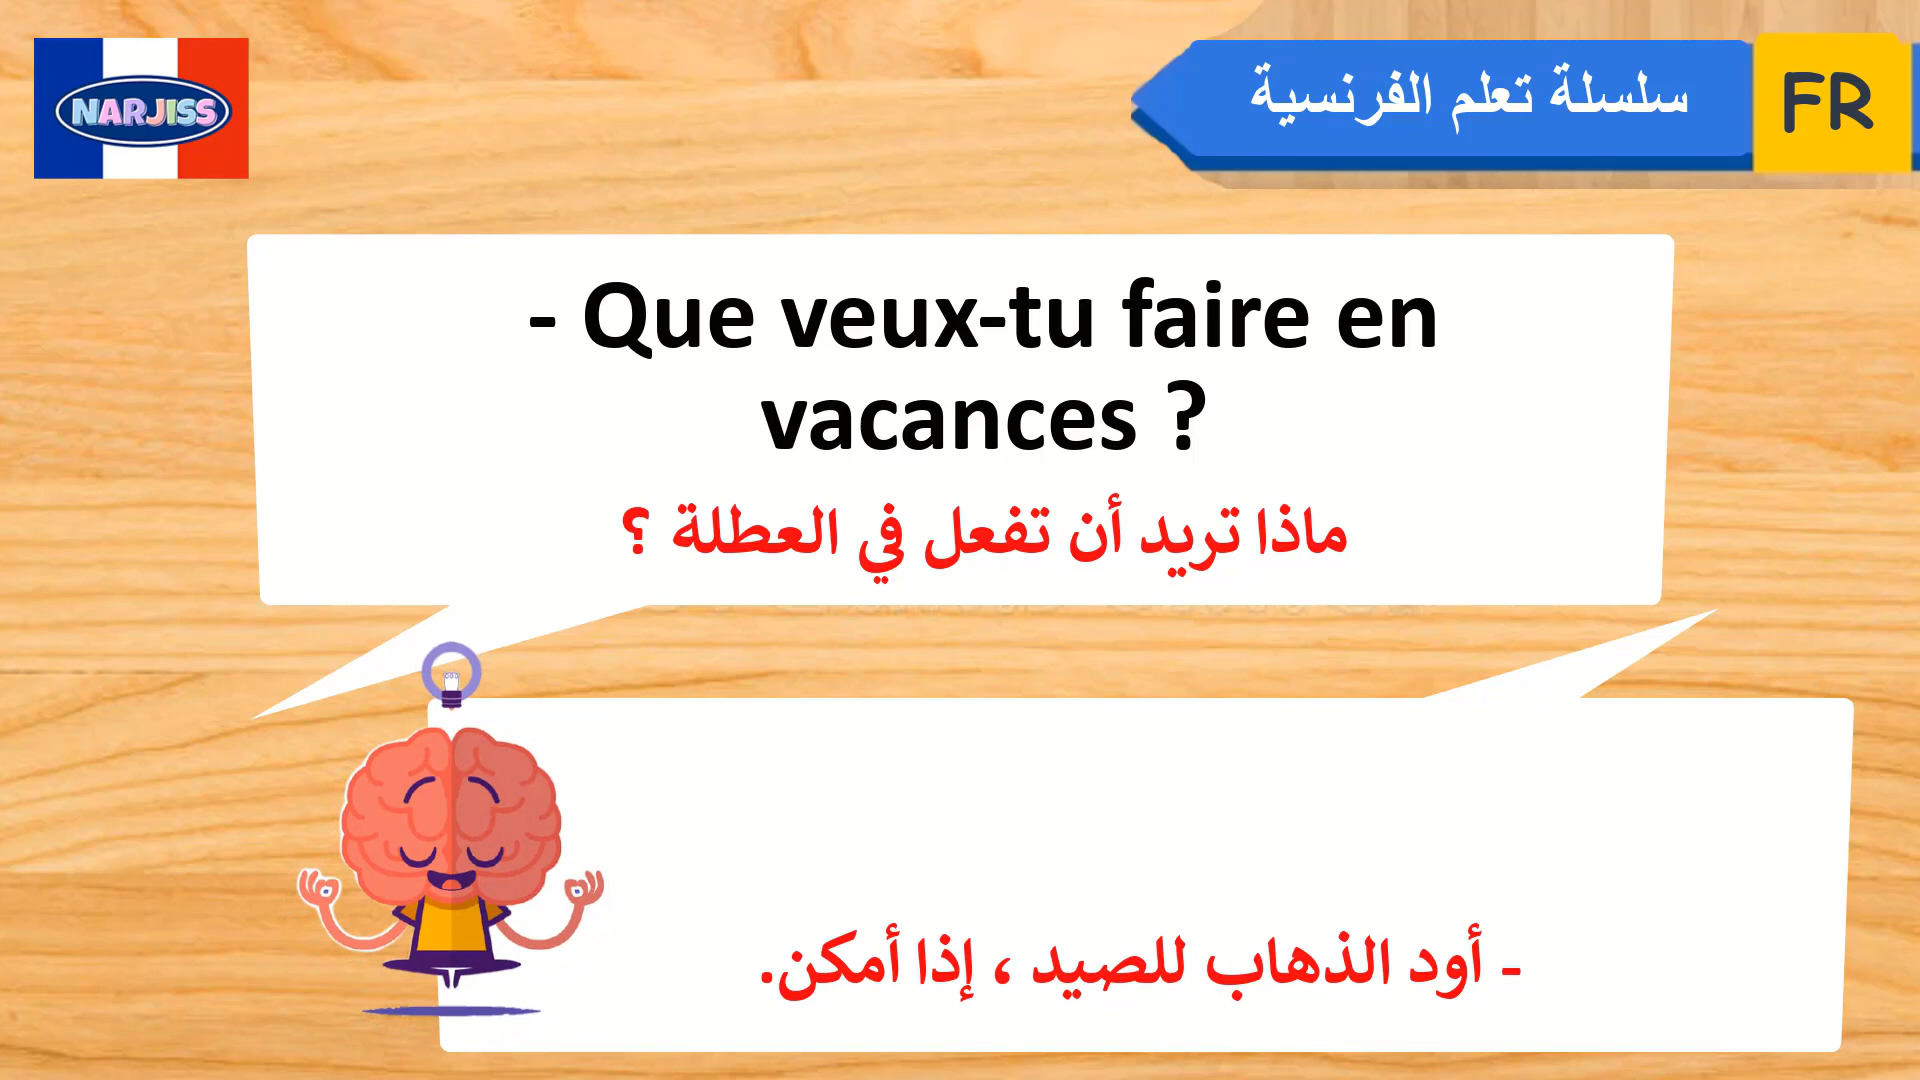 NARJISS
سلسلة تعلم الفرنسية
FR
- Que veux-tu faire en
vacances ?
ماذا تريد أن تفعل في العطلة ؟
- أود الذهاب للصيد ، إذا أمكن.